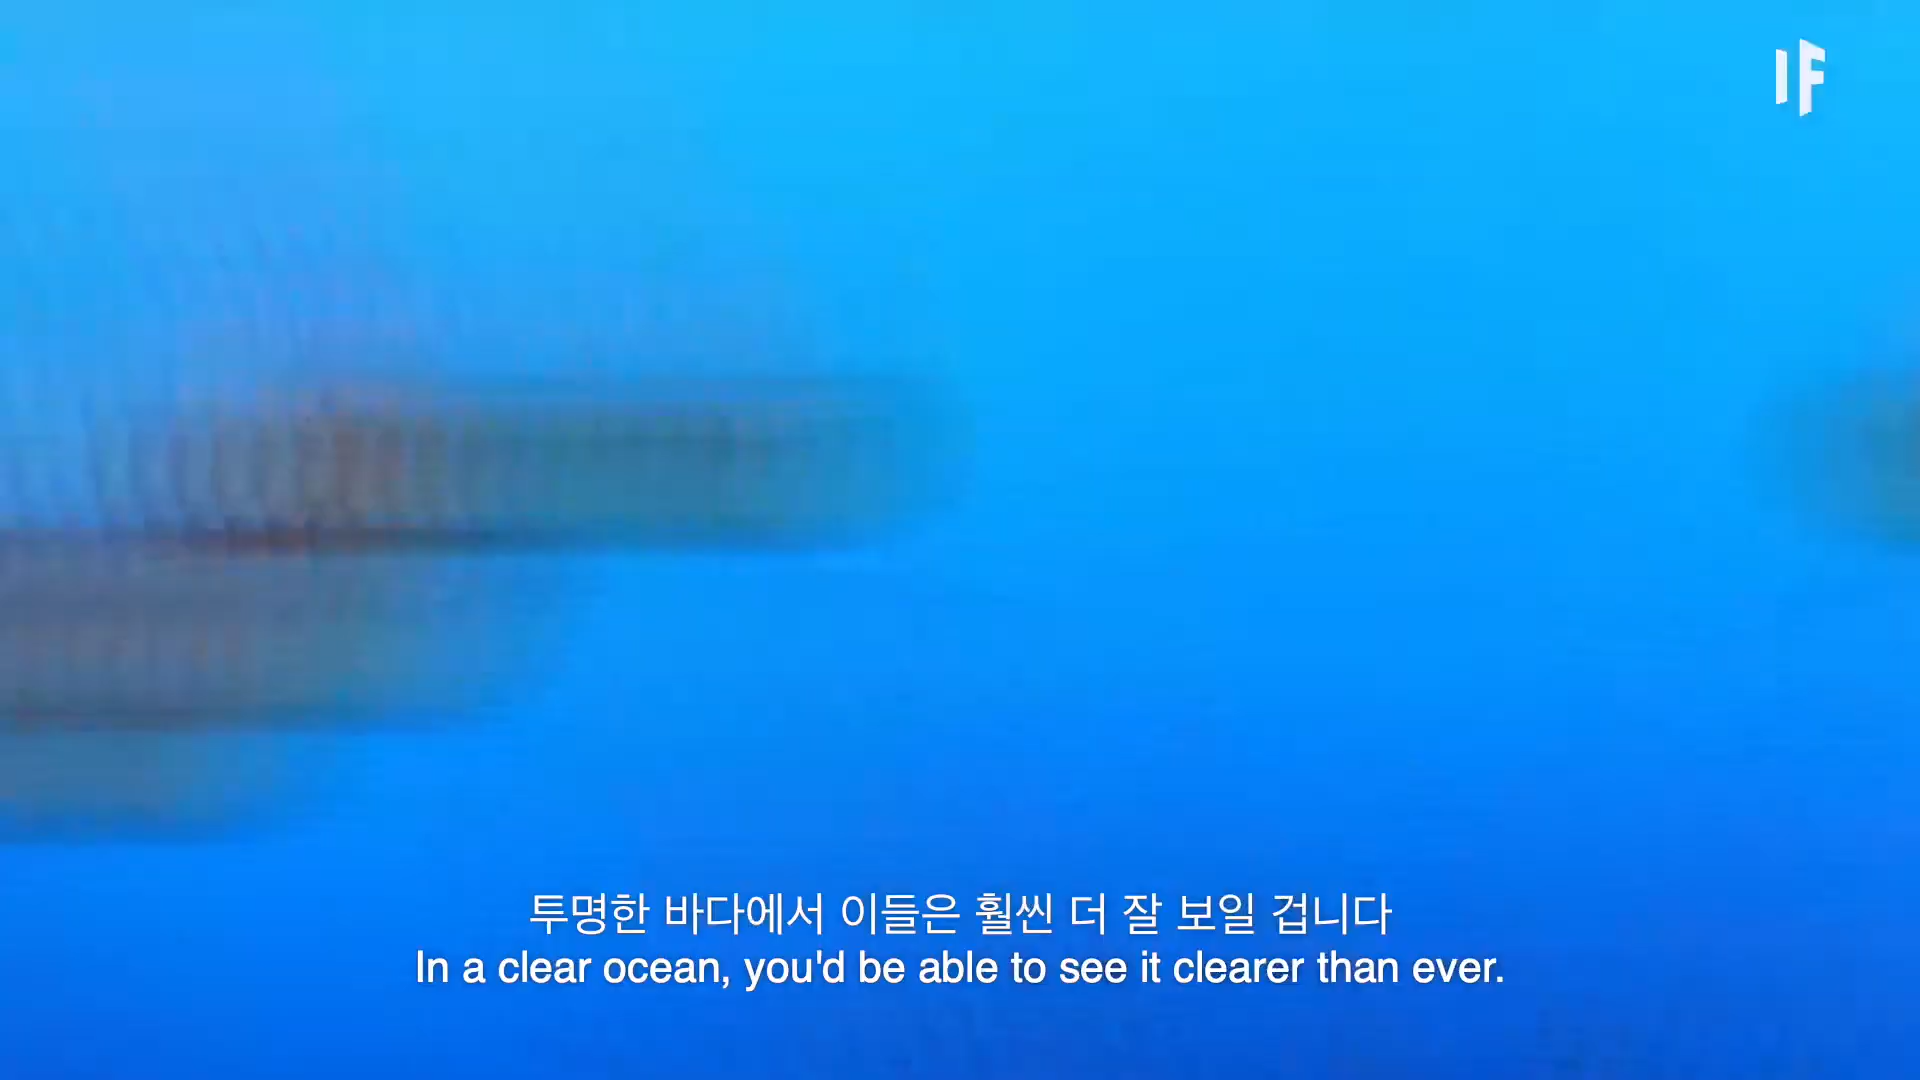 IF
투명한 바다에서 이들은 훨씬 더 잘 보일 겁니다
In a clear ocean, you'd be able to see it clearer than ever.